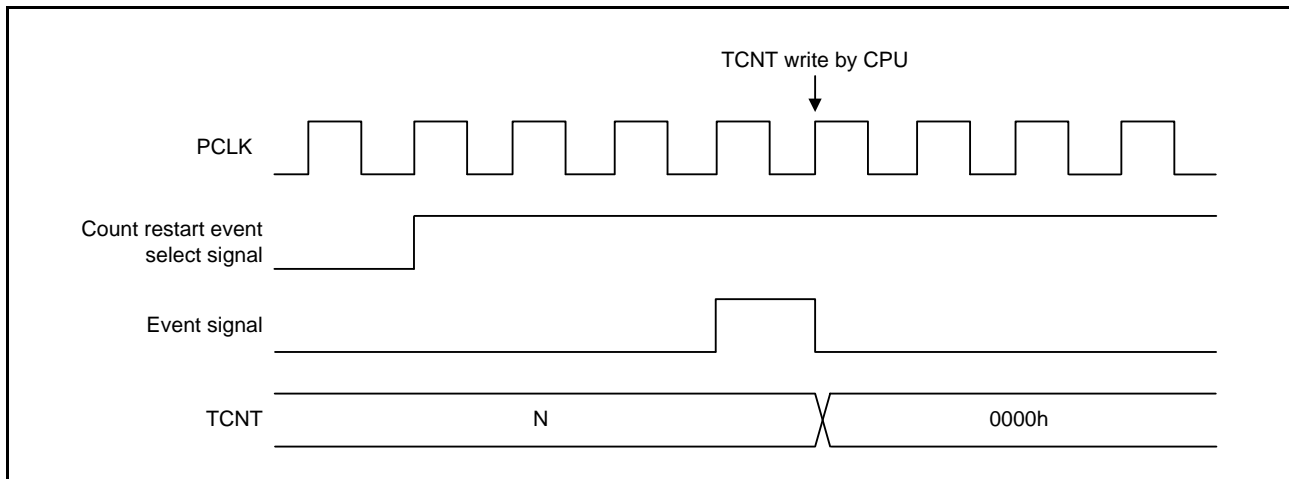 TCNT write by CPU
PCLK
Count restart event
select signal
Event signal
TCNT
N
0000h